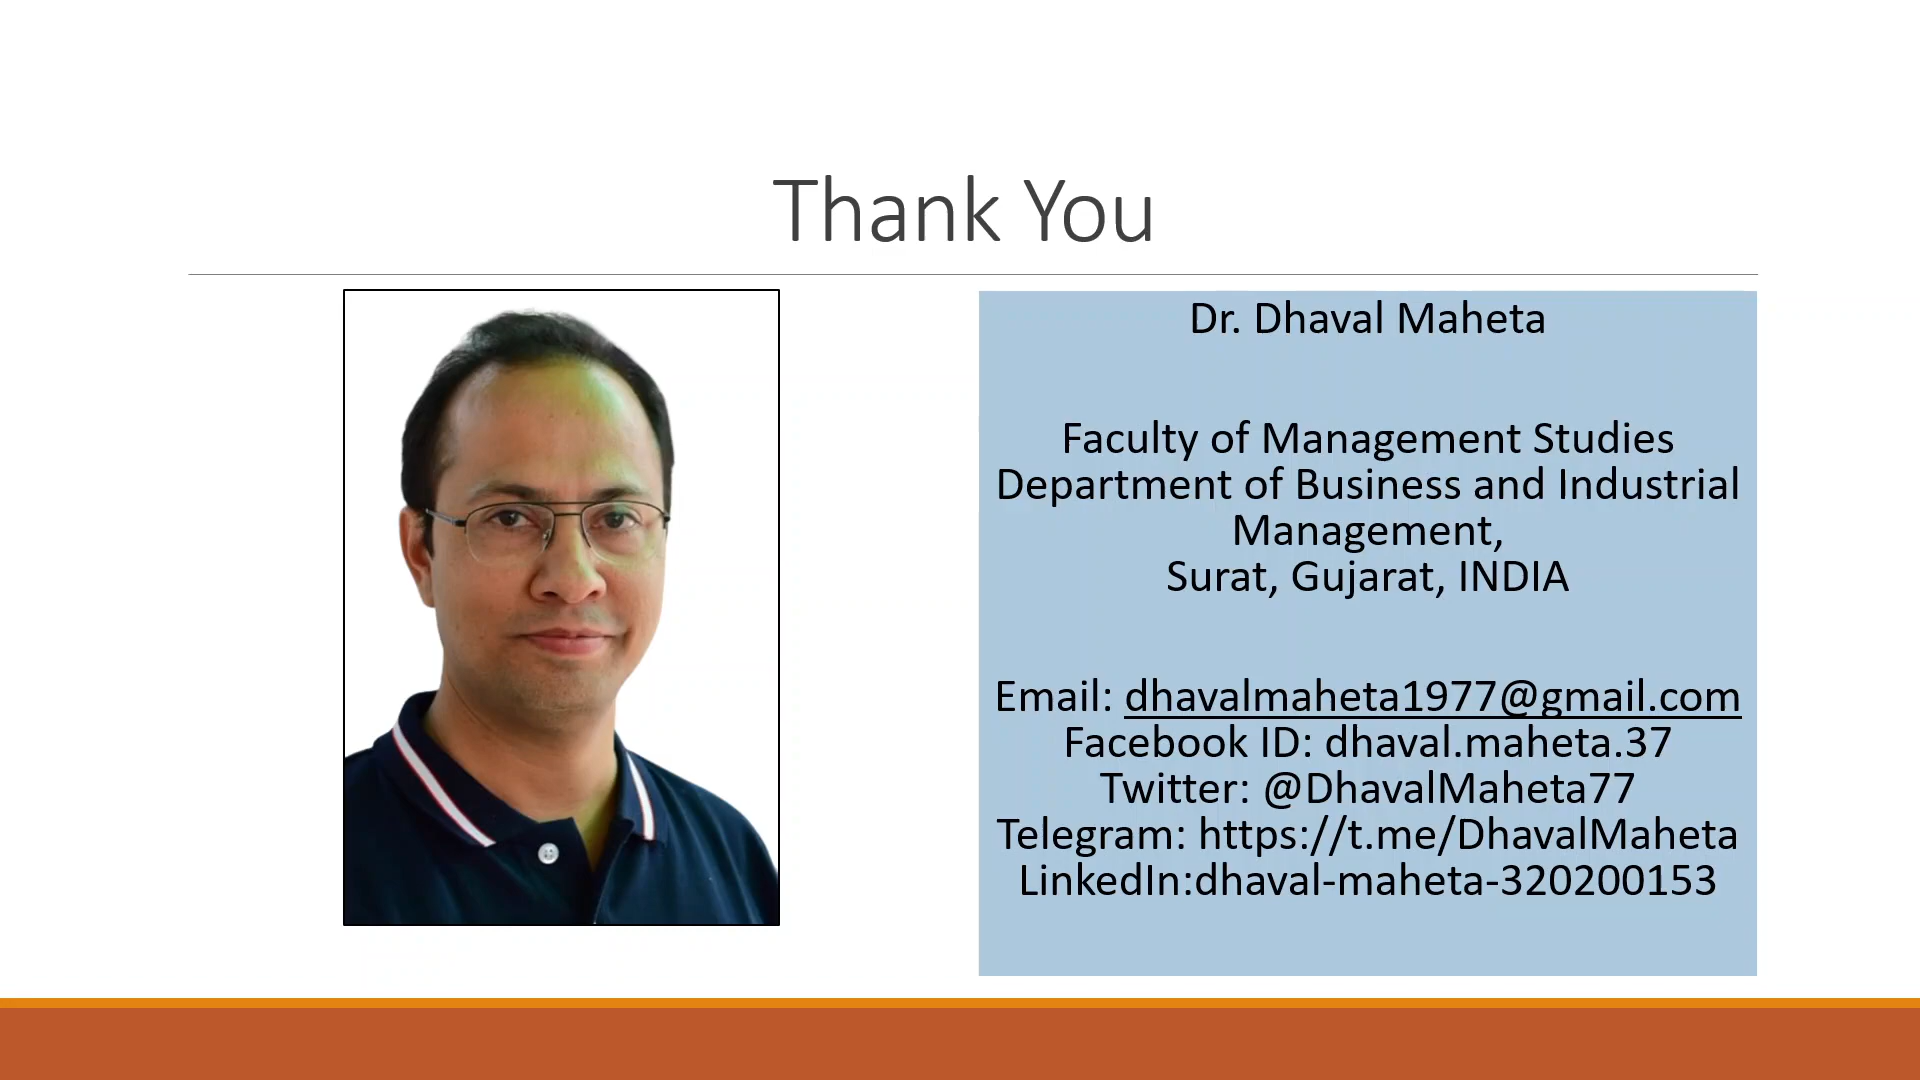 Thank You
Dr. Dhaval Maheta
Faculty of Management Studies
Department of Business and Industrial
Management,
Surat, Gujarat, INDIA
Email: dhavalmaheta1977@gmail.com
Facebook ID: dhaval.maheta.37
Twitter: @DhavalMaheta77
Telegram: https://t.me/DhavalMaheta
LinkedIn:dhaval-maheta-320200153